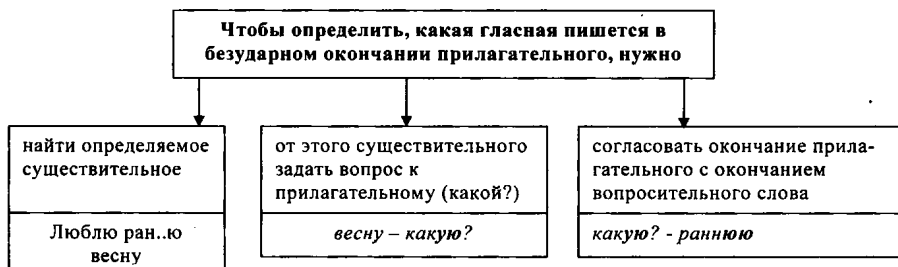 Чтобы определить, какая гласная пишется в
безударном окончании прилагательного, нужно
найти определяемое
существительное
Люблю ран..ю
весну
от этого существительного
задать вопрос к
прилагательному (какой?)
весну – какую?
согласовать окончание прила-
гательного с окончанием
вопросительного слова
какую? - раннюю